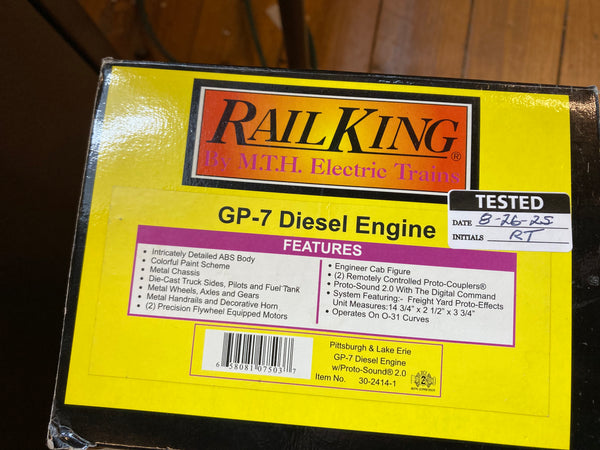 RAILKING®
By M.T.H. Electric Trains
TESTED
DATE 8-26-25
INITIALS RT
GP-7 Diesel Engine
FEATURES
• Intricately Detailed ABS Body
• Colorful Paint Scheme
• Metal Chassis
• Die-Cast Truck Sides, Pilots and Fuel Tank
• Metal Wheels, Axles and Gears
• Metal Handrails and Decorative Horn
• (2) Precision Flywheel Equipped Motors
• Engineer Cab Figure
• (2) Remotely Controlled Proto-Couplers®
• Proto-Sound 2.0 With The Digital Command
• System Featuring:- Freight Yard Proto-Effects
Unit Measures:14 3/4" x 2 1/2" x 3 3/4"
• Operates On O-31 Curves
6 58081 07503 7
Pittsburgh & Lake Erie
GP-7 Diesel Engine
w/Proto-Sound® 2.0
Item No. 30-2414-1
2